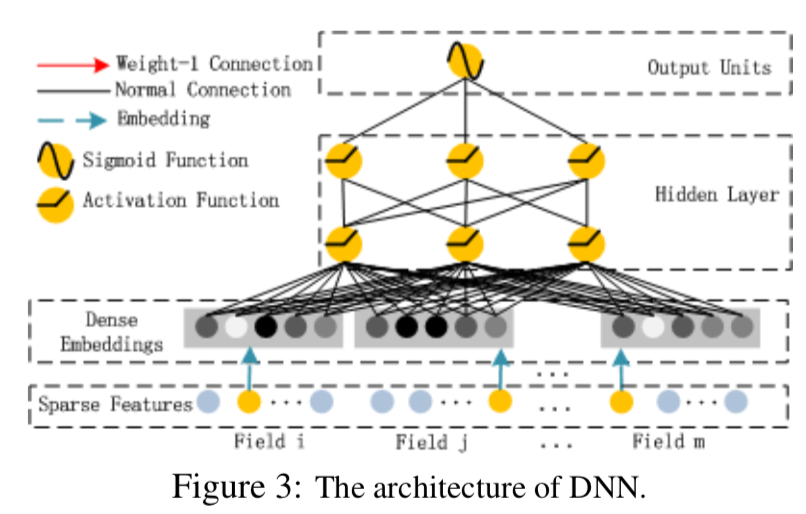 Weight-1 Connection
Normal Connection
Embedding
Sigmoid Function
Activation Function
Output Units
Hidden Layer
Dense
Embeddings
...
Sparse Features ... ... ... ...
Field i Field j ... Field m
Figure 3: The architecture of DNN.